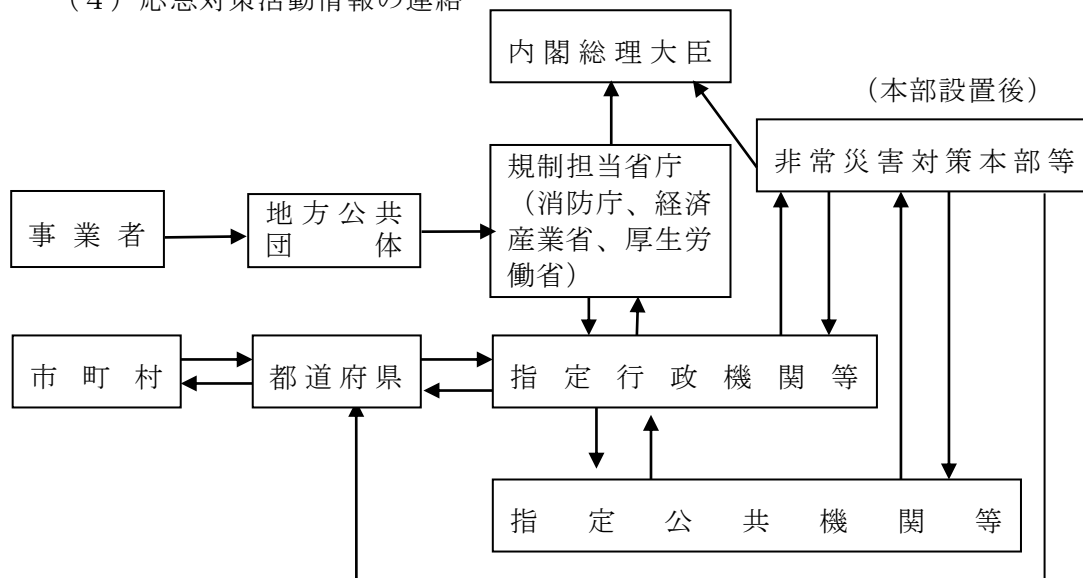 （４）応急対策活動情報の連絡
内閣総理大臣
（本部設置後）
非常災害対策本部等
規制担当省庁
（消防庁、経済
産業省、厚生労
働省）
地方公共
団体
事業者
市町村
都道府県
指定行政機関等
指定公共機関等